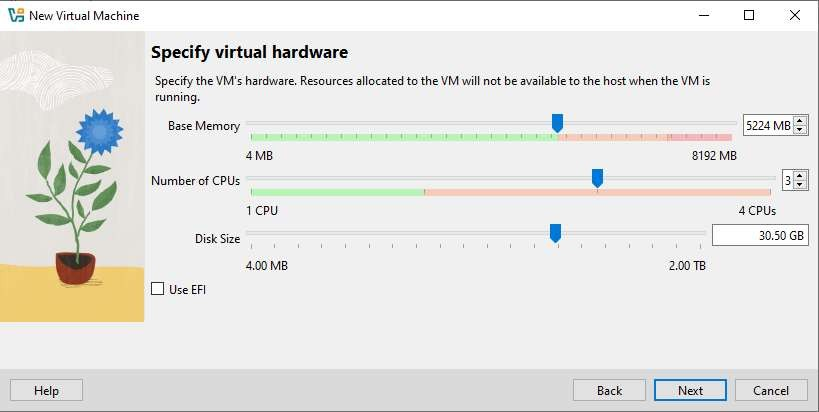 New Virtual Machine
Specify virtual hardware
Specify the VM's hardware. Resources allocated to the VM will not be available to the host when the VM is
running.
Base Memory 5224 MB
4 MB 8192 MB
Number of CPUs 3
1 CPU 4 CPUs
Disk Size 30.50 GB
4.00 MB 2.00 TB
Use EFI
Help Back Next Cancel